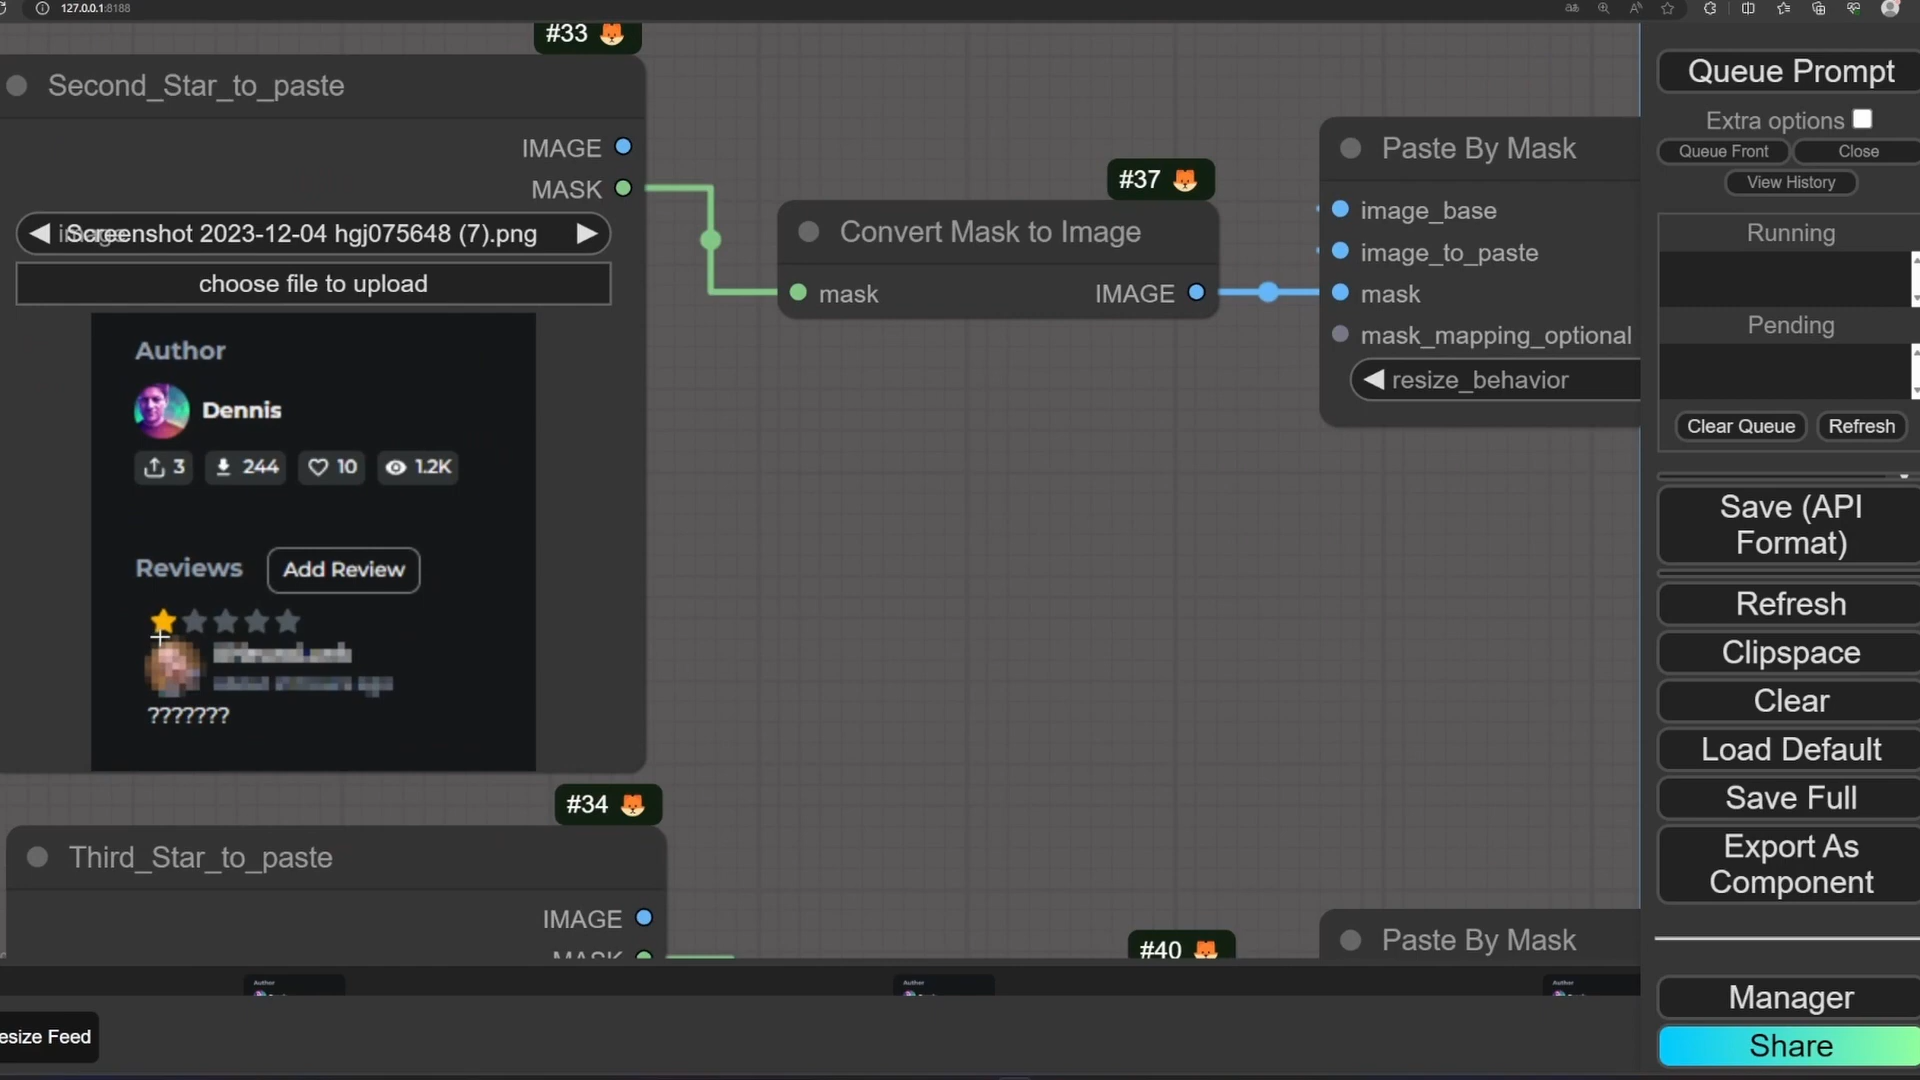 127.0.0.1:8188
#33
Second_Star_to_paste
IMAGE
MASK
Screenshot 2023-12-04 hgj075648 (7).png
choose file to upload
Author
Dennis
3 244 10 1.2K
Reviews Add Review
???????
#34
Third_Star_to_paste
IMAGE
MASK
#37
Convert Mask to Image
mask IMAGE
Paste By Mask
image_base
image_to_paste
mask
mask_mapping_optional
resize_behavior
#40
Paste By Mask
Author
Author
Author
esize Feed
Queue Prompt
Extra options
Queue Front Close
View History
Running
Pending
Clear Queue Refresh
Save (API
Format)
Refresh
Clipspace
Clear
Load Default
Save Full
Export As
Component
Manager
Share